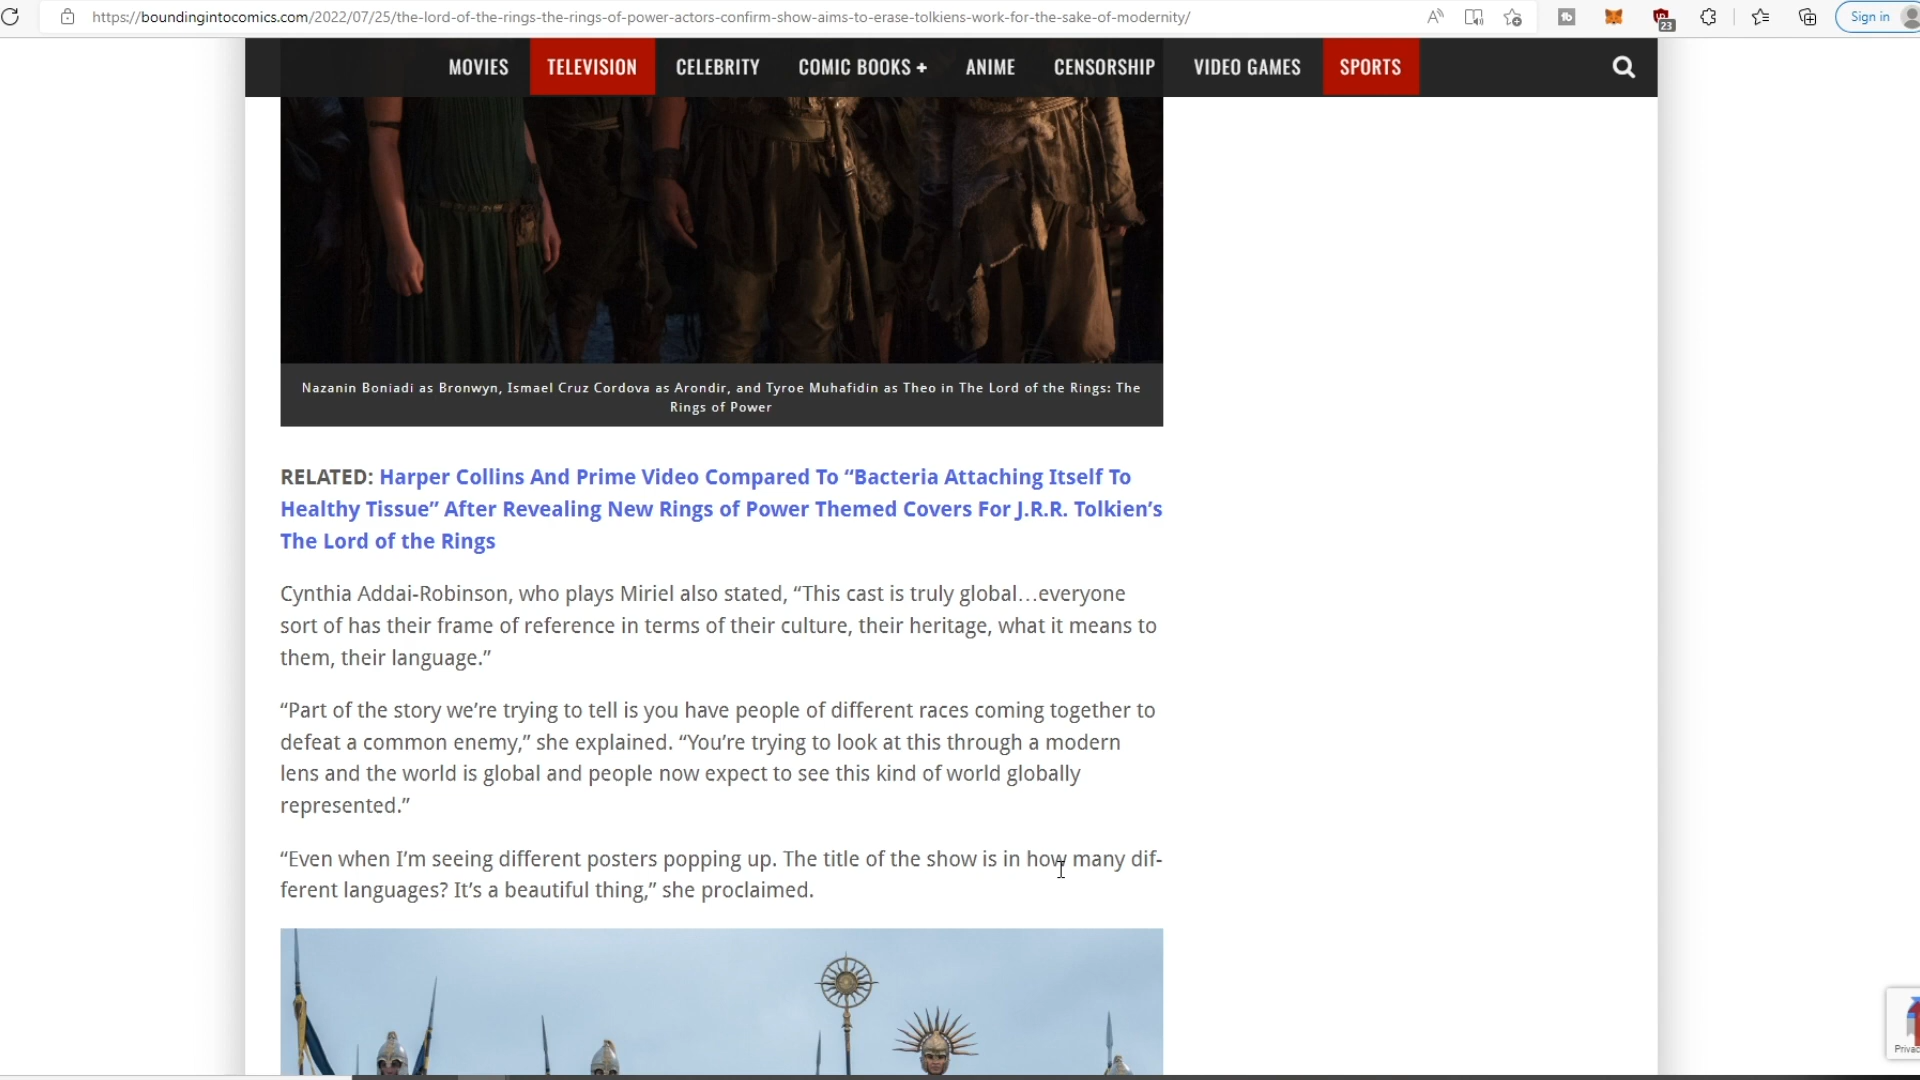 https://boundingintocomics.com/2022/07/25/the-lord-of-the-rings-the-rings-of-power-actors-confirm-show-aims-to-erase-tolkiens-work-for-the-sake-of-modernity/
23
Sign in
MOVIES TELEVISION CELEBRITY COMIC BOOKS + ANIME CENSORSHIP VIDEO GAMES SPORTS
Nazanin Boniadi as Bronwyn, Ismael Cruz Cordova as Arondir, and Tyroe Muhafidin as Theo in The Lord of the Rings: The
Rings of Power
RELATED: Harper Collins And Prime Video Compared To “Bacteria Attaching Itself To
Healthy Tissue” After Revealing New Rings of Power Themed Covers For J.R.R. Tolkien’s
The Lord of the Rings
Cynthia Addai-Robinson, who plays Miriel also stated, “This cast is truly global…everyone
sort of has their frame of reference in terms of their culture, their heritage, what it means to
them, their language.”
“Part of the story we’re trying to tell is you have people of different races coming together to
defeat a common enemy,” she explained. “You’re trying to look at this through a modern
lens and the world is global and people now expect to see this kind of world globally
represented.”
“Even when I’m seeing different posters popping up. The title of the show is in how many dif-
ferent languages? It’s a beautiful thing,” she proclaimed.